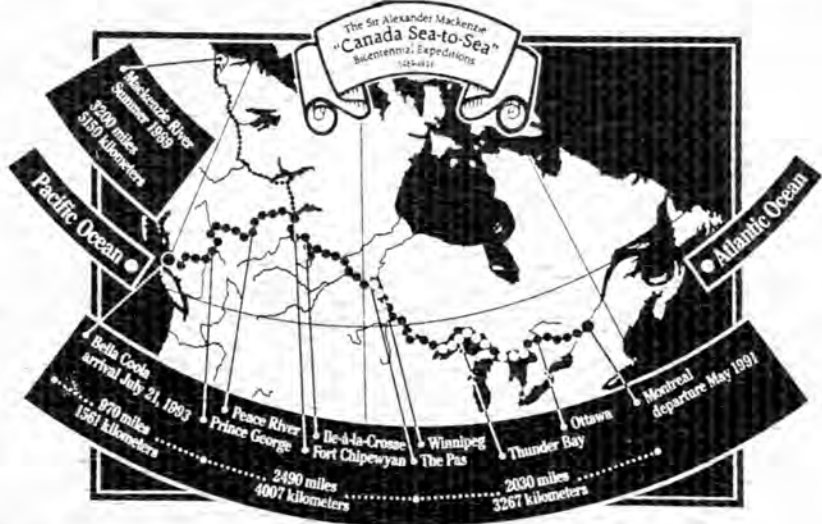 The Sir Alexander Mackenzie
"Canada Sea-to-Sea"
Bicentennial Expeditions
Mackenzie River
Summer 1989
3200 miles
5150 kilometers
Pacific Ocean
Atlantic Ocean
Bella Coola
arrival July 21, 1993
Prince George
Peace River
Ile-à-la-Crosse
Fort Chipewyan
Winnipeg
The Pas
Thunder Bay
Ottawa
Montreal
departure May 1991
970 miles
1561 kilometers
2490 miles
4007 kilometers
2030 miles
3267 kilometers